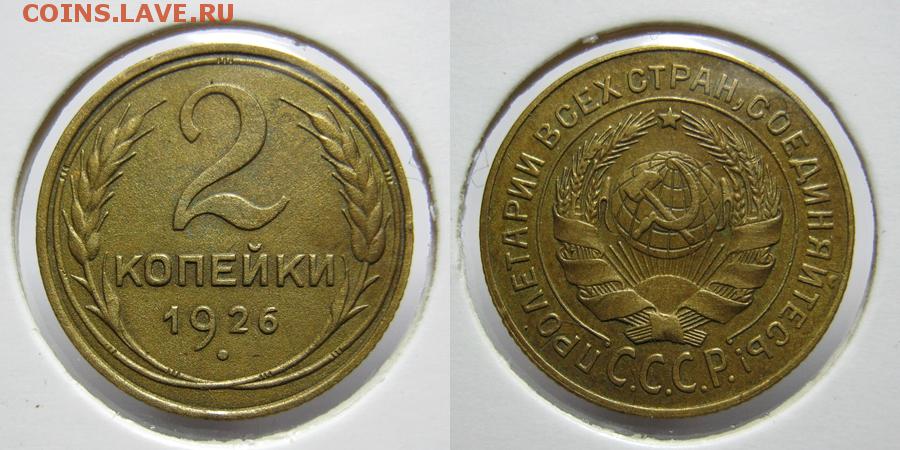 COINS.LAVE.RU
2
КОПЕЙКИ
1926
ПРОЛЕТАРИИ ВСЕХ СТРАН, СОЕДИНЯЙТЕСЬ!
С.С.С.Р.